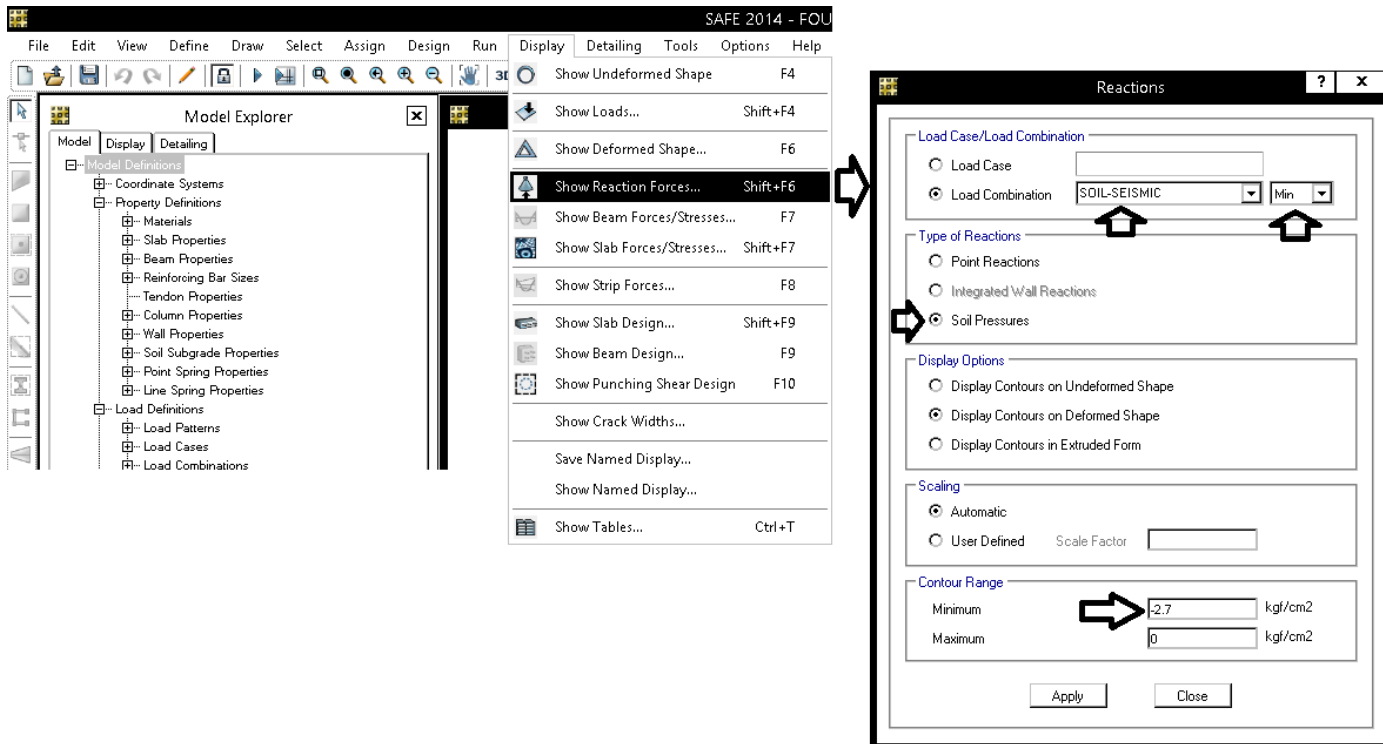 SAFE 2014 - FOU
File Edit View Define Draw Select Assign Design Run Display Detailing Tools Options Help
3D
Model Explorer
Model Display Detailing
Model Definitions
Coordinate Systems
Property Definitions
Materials
Slab Properties
Beam Properties
Reinforcing Bar Sizes
Tendon Properties
Column Properties
Wall Properties
Soil Subgrade Properties
Point Spring Properties
Line Spring Properties
Load Definitions
Load Patterns
Load Cases
Load Combinations
Show Undeformed Shape F4
Show Loads... Shift+F4
Show Deformed Shape... F6
Show Reaction Forces... Shift+F6
Show Beam Forces/Stresses... F7
Show Slab Forces/Stresses... Shift+F7
Show Strip Forces... F8
Show Slab Design... Shift+F9
Show Beam Design... F9
Show Punching Shear Design F10
Show Crack Widths...
Save Named Display...
Show Named Display...
Show Tables... Ctrl+T
Reactions ? x
Load Case/Load Combination
Load Case
Load Combination SOIL-SEISMIC Min
Type of Reactions
Point Reactions
Integrated Wall Reactions
Soil Pressures
Display Options
Display Contours on Undeformed Shape
Display Contours on Deformed Shape
Display Contours in Extruded Form
Scaling
Automatic
User Defined Scale Factor
Contour Range
Minimum -2.7 kgf/cm2
Maximum 0 kgf/cm2
Apply Close